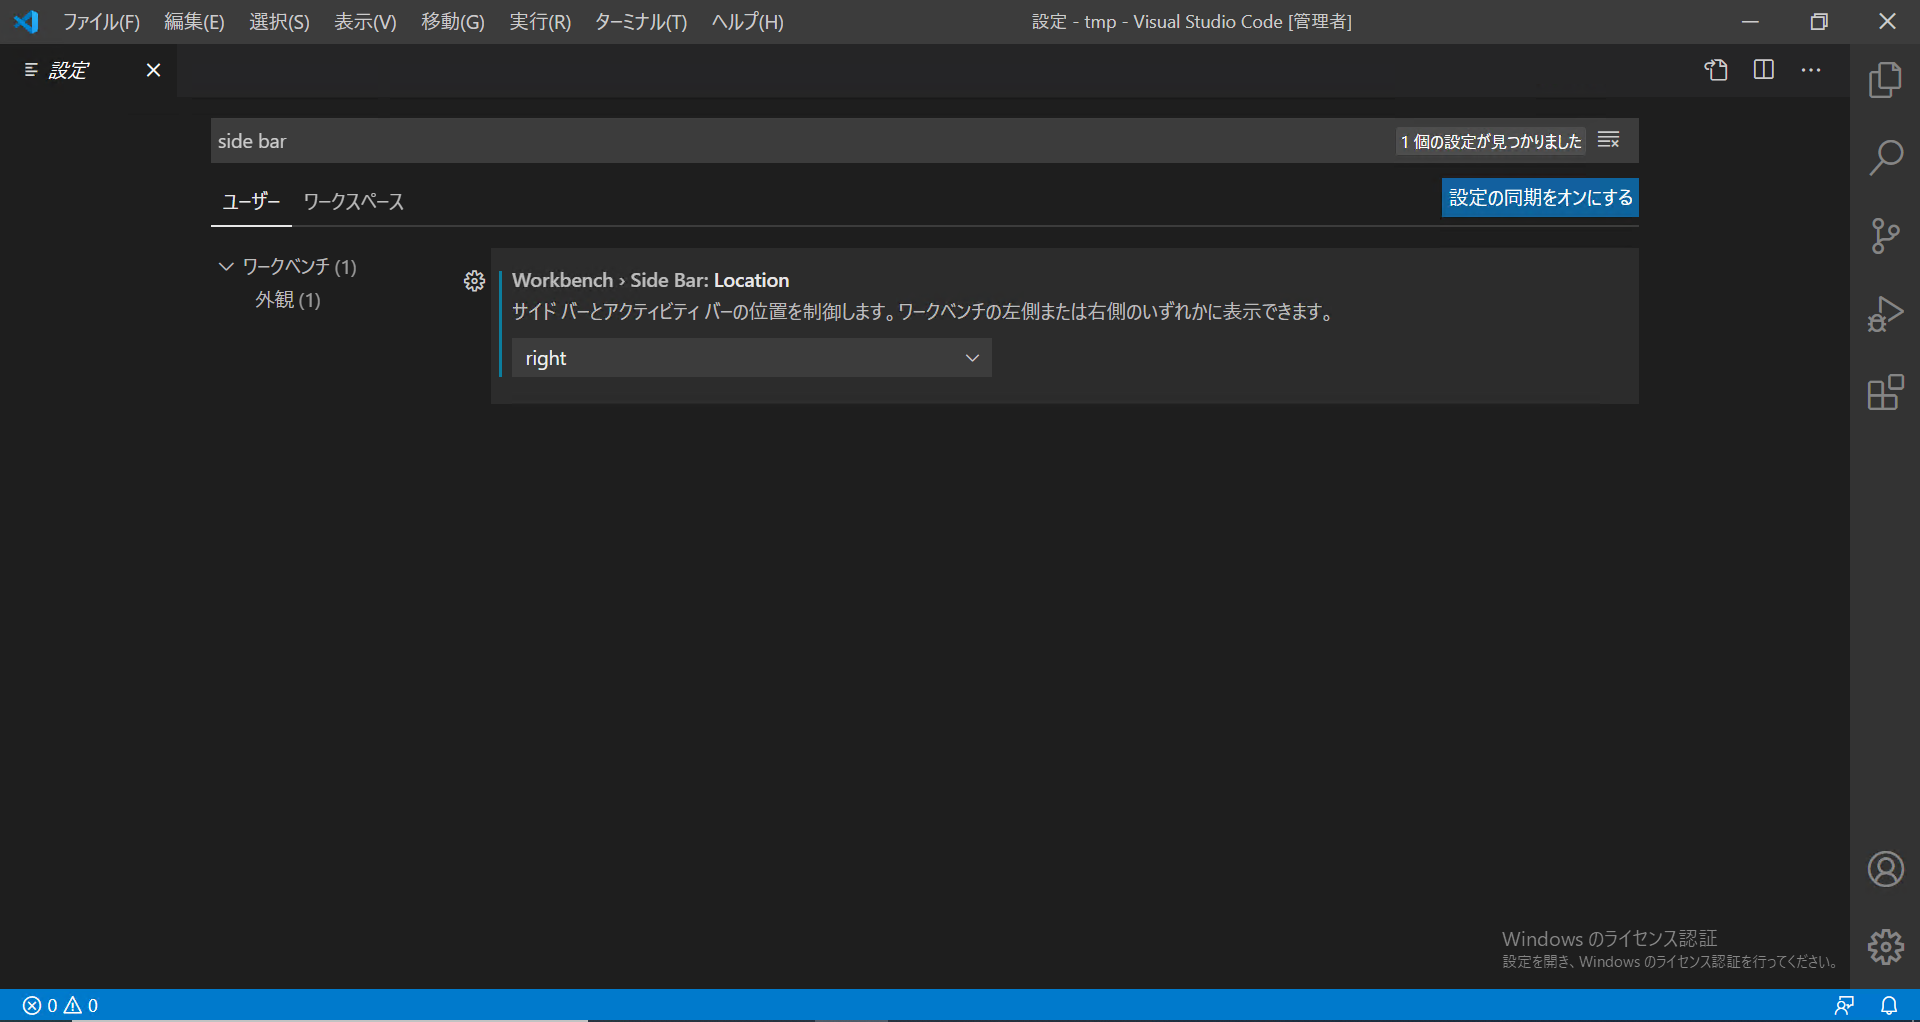 ファイル(F) 編集(E) 選択(S) 表示(V) 移動(G) 実行(R) ターミナル(T) ヘルプ(H) 設定 - tmp - Visual Studio Code [管理者]
設定
side bar 1 個の設定が見つかりました
ユーザー ワークスペース 設定の同期をオンにする
ワークベンチ (1)
外観 (1)
Workbench › Side Bar: Location
サイド バーとアクティビティ バーの位置を制御します。ワークベンチの左側または右側のいずれかに表示できます。
right
Windows のライセンス認証
設定を開き、Windows のライセンス認証を行ってください。
0 0